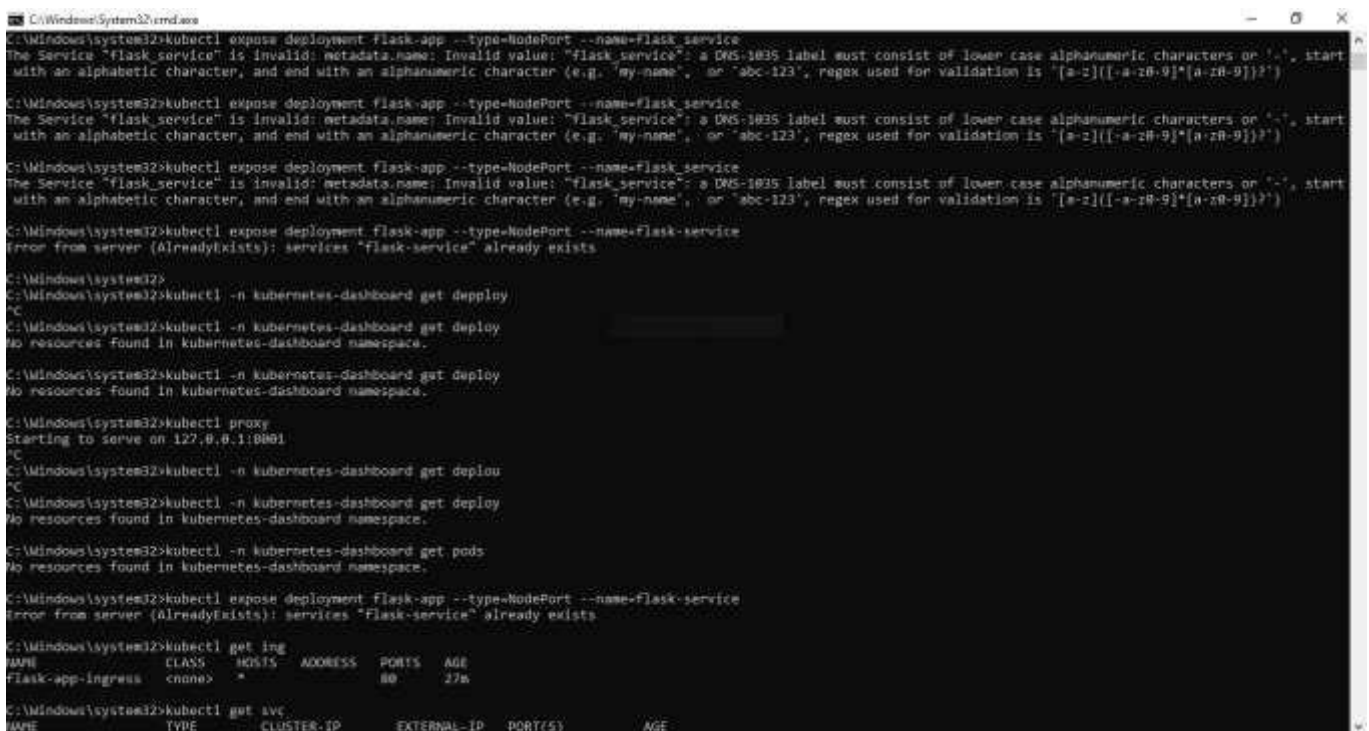 C:\Windows\System32\cmd.exe
C:\Windows\system32>kubectl expose deployment flask-app --type=NodePort --name=flask_service
The Service "flask_service" is invalid: metadata.name: Invalid value: "flask_service": a DNS-1035 label must consist of lower case alphanumeric characters or '-', start
with an alphabetic character, and end with an alphanumeric character (e.g. 'my-name',  or 'abc-123', regex used for validation is '[a-z]([-a-z0-9]*[a-z0-9])?')
C:\Windows\system32>kubectl expose deployment flask-app --type=NodePort --name=flask_service
The Service "flask_service" is invalid: metadata.name: Invalid value: "flask_service": a DNS-1035 label must consist of lower case alphanumeric characters or '-', start
with an alphabetic character, and end with an alphanumeric character (e.g. 'my-name',  or 'abc-123', regex used for validation is '[a-z]([-a-z0-9]*[a-z0-9])?')
C:\Windows\system32>kubectl expose deployment flask-app --type=NodePort --name=flask_service
The Service "flask_service" is invalid: metadata.name: Invalid value: "flask_service": a DNS-1035 label must consist of lower case alphanumeric characters or '-', start
with an alphabetic character, and end with an alphanumeric character (e.g. 'my-name',  or 'abc-123', regex used for validation is '[a-z]([-a-z0-9]*[a-z0-9])?')
C:\Windows\system32>kubectl expose deployment flask-app --type=NodePort --name=flask-service
Error from server (AlreadyExists): services "flask-service" already exists
C:\Windows\system32>
C:\Windows\system32>kubectl -n kubernetes-dashboard get depploy
^C
C:\Windows\system32>kubectl -n kubernetes-dashboard get deploy
No resources found in kubernetes-dashboard namespace.
C:\Windows\system32>kubectl -n kubernetes-dashboard get deploy
No resources found in kubernetes-dashboard namespace.
C:\Windows\system32>kubectl proxy
Starting to serve on 127.0.0.1:8001
^C
C:\Windows\system32>kubectl -n kubernetes-dashboard get deplou
^C
C:\Windows\system32>kubectl -n kubernetes-dashboard get deploy
No resources found in kubernetes-dashboard namespace.
C:\Windows\system32>kubectl -n kubernetes-dashboard get pods
No resources found in kubernetes-dashboard namespace.
C:\Windows\system32>kubectl expose deployment flask-app --type=NodePort --name=flask-service
Error from server (AlreadyExists): services "flask-service" already exists
C:\Windows\system32>kubectl get ing
NAME CLASS HOSTS ADDRESS PORTS AGE
flask-app-ingress <none> * 80 27m
C:\Windows\system32>kubectl get svc
NAME TYPE CLUSTER-IP EXTERNAL-IP PORT(S) AGE